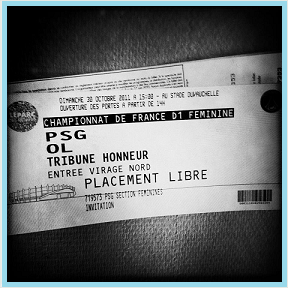 DIMANCHE 30 OCTOBRE 2011 A 15:00 - AU STADE DUVAUCHELLE
OUVERTURE DES PORTES A PARTIR DE 14H
CHAMPIONNAT DE FRANCE D1 FEMININE
PSG
OL
TRIBUNE HONNEUR
ENTREE VIRAGE NORD
PLACEMENT LIBRE
719573 PSG SECTION FEMININES
INVITATION